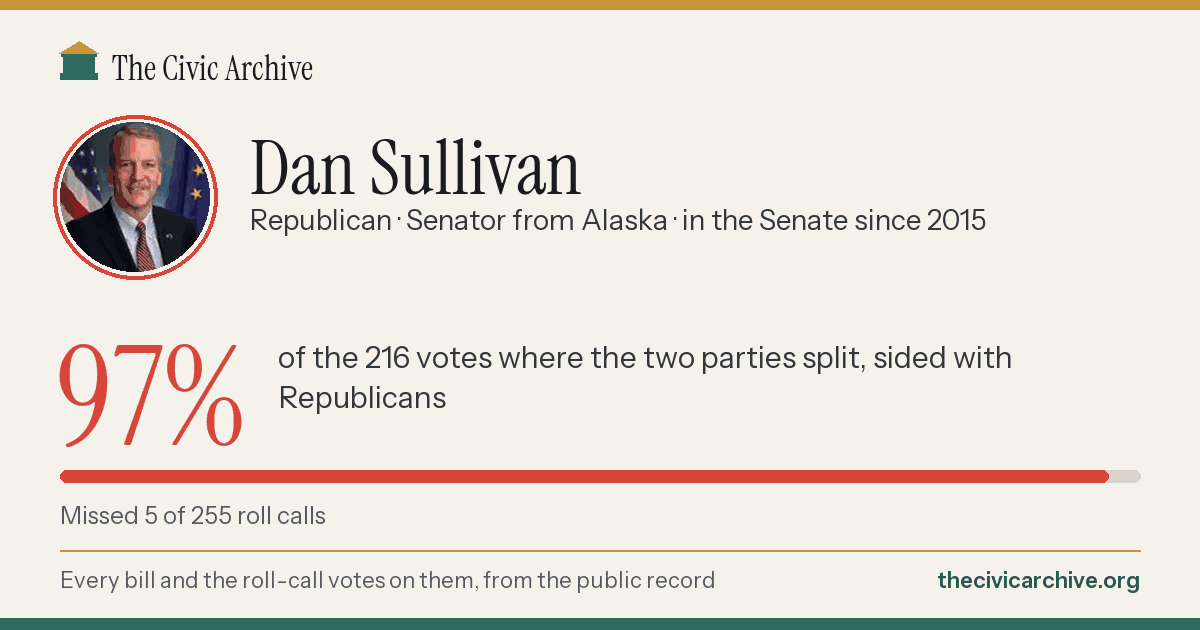 The Civic Archive
Dan Sullivan
Republican · Senator from Alaska · in the Senate since 2015
97%
of the 216 votes where the two parties split, sided with
Republicans
Missed 5 of 255 roll calls
Every bill and the roll-call votes on them, from the public record
thecivicarchive.org